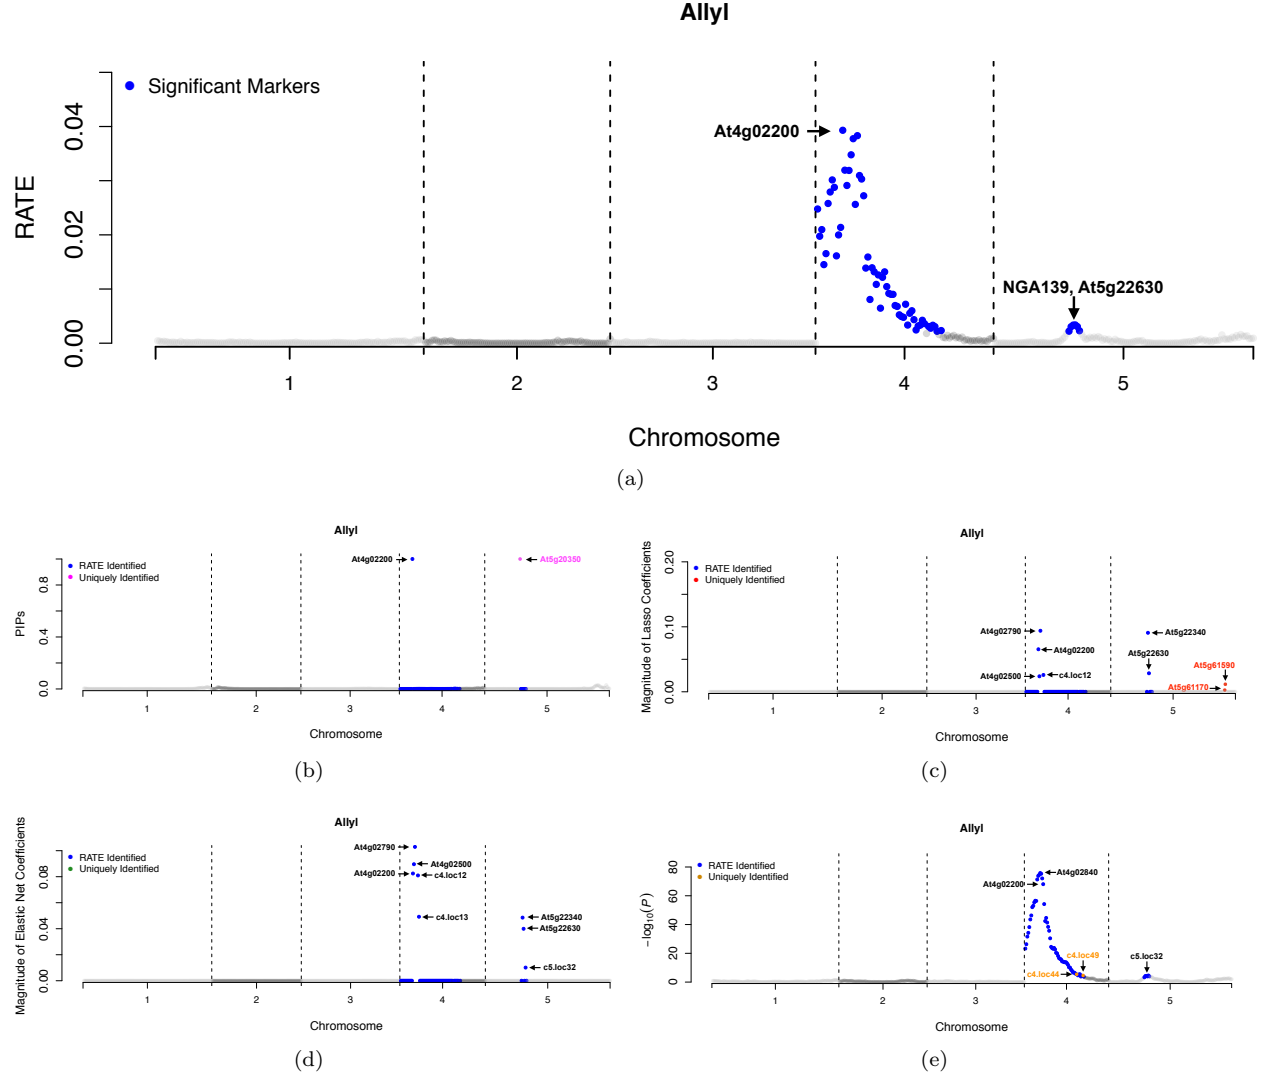 Allyl
Significant Markers
At4g02200
NGA139, At5g22630
RATE
0.00
0.02
0.04
1
2
3
4
5
Chromosome
(a)
Allyl
RATE Identified
Uniquely Identified
At4g02200
At5g20350
PIPs
0.0
0.4
0.8
1
2
3
4
5
Chromosome
(b)
Allyl
RATE Identified
Uniquely Identified
At4g02790
At4g02200
At4g02500
c4.loc12
At5g22340
At5g22630
At5g61590
At5g61170
Magnitude of Lasso Coefficients
0.00
0.10
0.20
1
2
3
4
5
Chromosome
(c)
Allyl
RATE Identified
Uniquely Identified
At4g02790
At4g02500
At4g02200
c4.loc12
c4.loc13
At5g22340
At5g22630
c5.loc32
Magnitude of Elastic Net Coefficients
0.00
0.04
0.08
1
2
3
4
5
Chromosome
(d)
Allyl
RATE Identified
Uniquely Identified
At4g02840
At4g02200
c4.loc49
c4.loc44
c5.loc32
−log10(P)
0
20
40
60
80
1
2
3
4
5
Chromosome
(e)